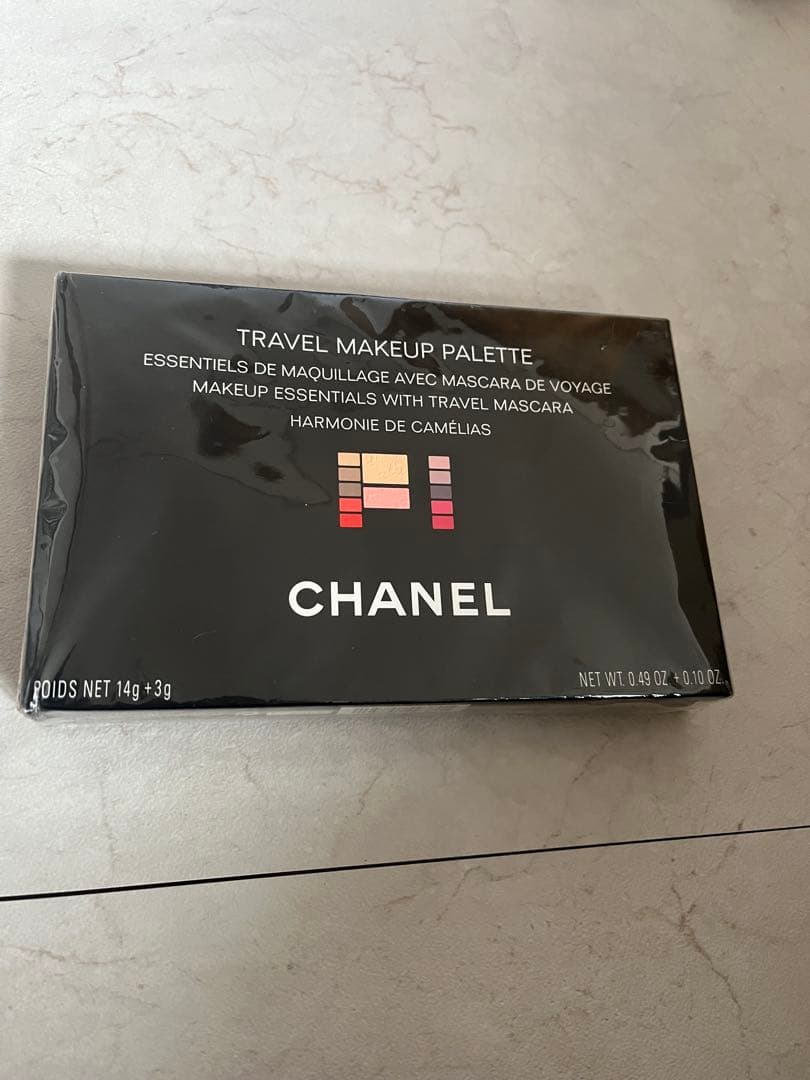 TRAVEL MAKEUP PALETTE
ESSENTIELS DE MAQUILLAGE AVEC MASCARA DE VOYAGE
MAKEUP ESSENTIALS WITH TRAVEL MASCARA
HARMONIE DE CAMÉLIAS
CHANEL
POIDS NET 14g + 3g
NET WT. 0.49 OZ. + 0.10 OZ.